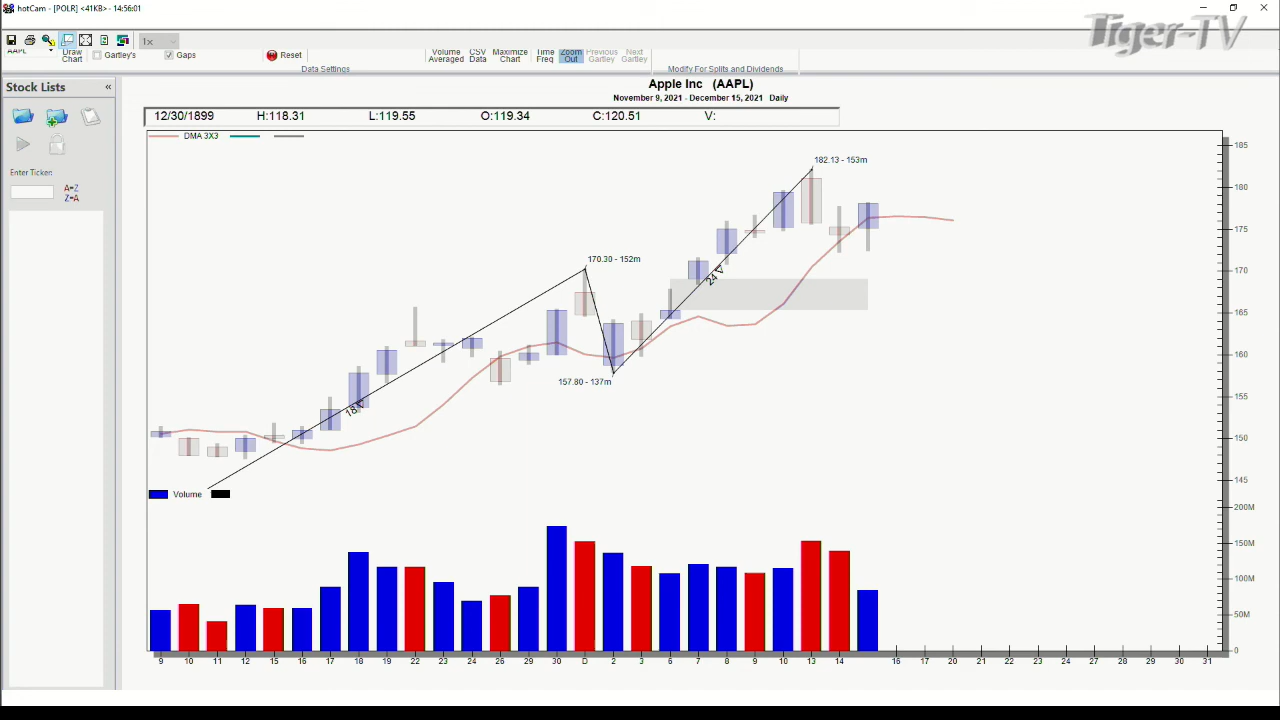 hotCam - [POLR] <41KB> - 14:56:01
Tiger-TV
1x
AAPL
Draw Chart
Gartley's
Gaps
Reset
Data Settings
Volume Averaged
CSV Data
Maximize Chart
Time Freq
Zoom Out
Previous Gartley
Next Gartley
Modify For Splits and Dividends
Stock Lists «
Enter Ticker:
A=Z
Z=A
Apple Inc (AAPL)
November 9, 2021 - December 15, 2021 Daily
12/30/1899 H:118.31 L:119.55 O:119.34 C:120.51 V:
DMA 3X3
182.13 - 153m
170.30 - 152m
157.80 - 137m
185
180
175
170
165
160
155
150
145
Volume
200M
150M
100M
50M
0
9 10 11 12 15 16 17 18 19 22 23 24 26 29 30 D 2 3 6 7 8 9 10 13 14 16 17 20 21 22 23 27 28 29 30 31